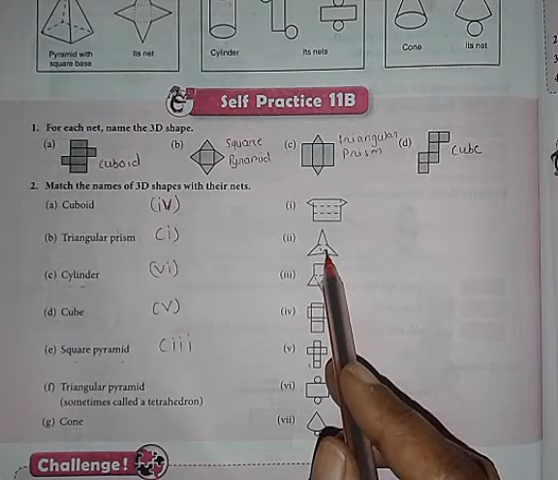 Pyramid with square base
Its net
Cylinder
Its nets
Cone
Its net
Self Practice 11B
1. For each net, name the 3D shape.
(a) cuboid (b) Square Pyramid (c) triangular prism (d) cube
2. Match the names of 3D shapes with their nets.
(a) Cuboid (iv) (i)
(b) Triangular prism (i) (ii)
(c) Cylinder (vi) (iii)
(d) Cube (v) (iv)
(e) Square pyramid (iii (v)
(f) Triangular pyramid (vi)
(sometimes called a tetrahedron)
(g) Cone (vii)
Challenge!